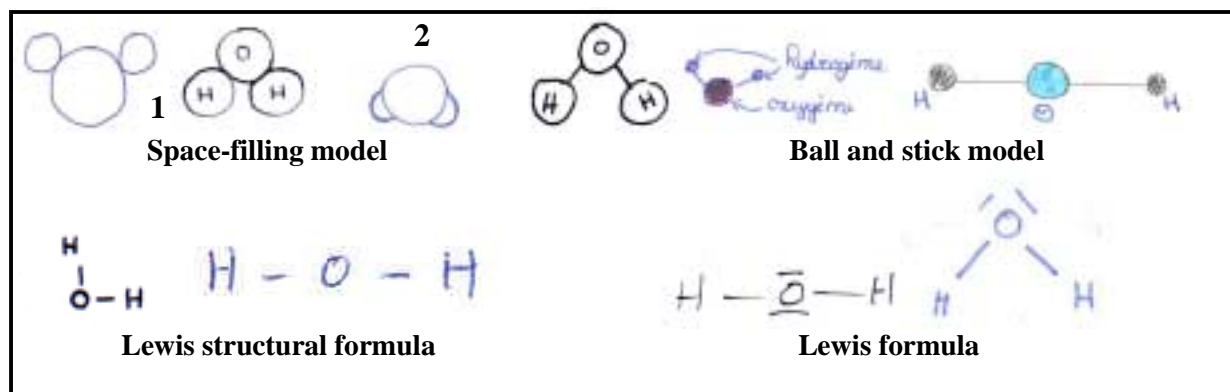 2
O
H H
O
H H
hydrogène
oxygène
H O H
1
Space-filling model
Ball and stick model
H
O – H
H – O – H
H – O – H
O
H H
Lewis structural formula
Lewis formula